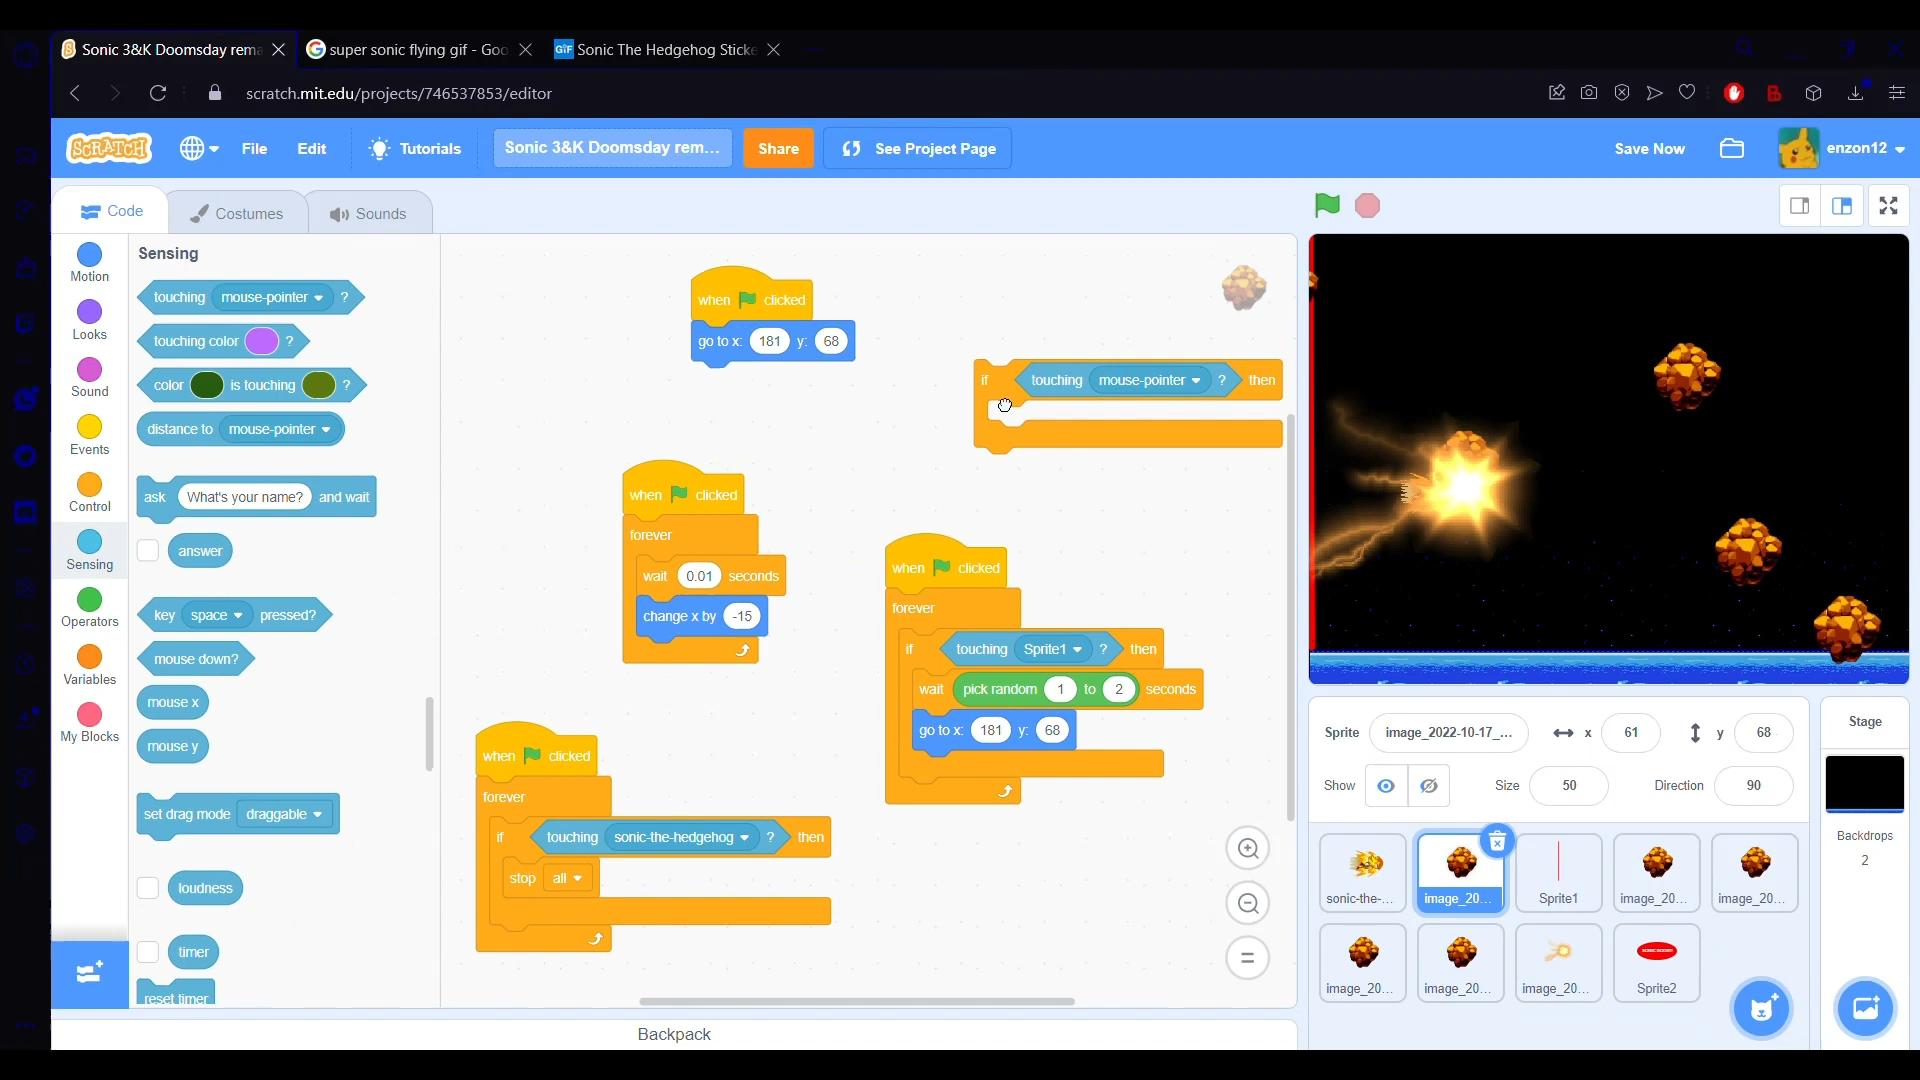 Sonic 3&K Doomsday rema
super sonic flying gif - Goo
GIF
Sonic The Hedgehog Sticke
scratch.mit.edu/projects/746537853/editor
SCRATCH
File
Edit
Tutorials
Sonic 3&K Doomsday rem...
Share
See Project Page
Save Now
enzon12
Code
Costumes
Sounds
Motion
Looks
Sound
Events
Control
Sensing
Operators
Variables
My Blocks
Sensing
touching mouse-pointer ?
touching color ?
color is touching ?
distance to mouse-pointer
ask What's your name? and wait
answer
key space pressed?
mouse down?
mouse x
mouse y
set drag mode draggable
loudness
timer
reset timer
when clicked
go to x: 181 y: 68
if touching mouse-pointer ? then
when clicked
forever
wait 0.01 seconds
change x by -15
when clicked
forever
if touching Sprite1 ? then
wait pick random 1 to 2 seconds
go to x: 181 y: 68
when clicked
forever
if touching sonic-the-hedgehog ? then
stop all
Backpack
Sprite image_2022-10-17_... x 61 y 68
Show Size 50 Direction 90
sonic-the-...
image_20...
Sprite1
image_20...
image_20...
image_20...
image_20...
image_20...
Sprite2
Stage
Backdrops
2